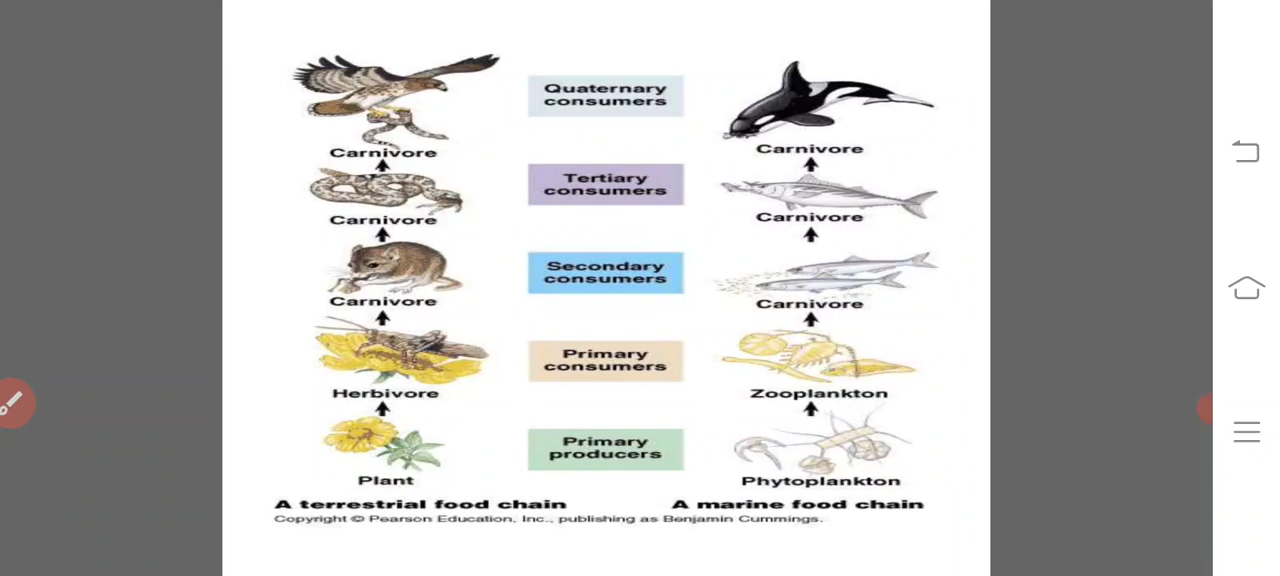 Quaternary
consumers
Carnivore
Carnivore
Tertiary
consumers
Carnivore
Carnivore
Secondary
consumers
Carnivore
Carnivore
Primary
consumers
Herbivore
Zooplankton
Primary
producers
Plant
Phytoplankton
A terrestrial food chain
A marine food chain
Copyright © Pearson Education, Inc., publishing as Benjamin Cummings.